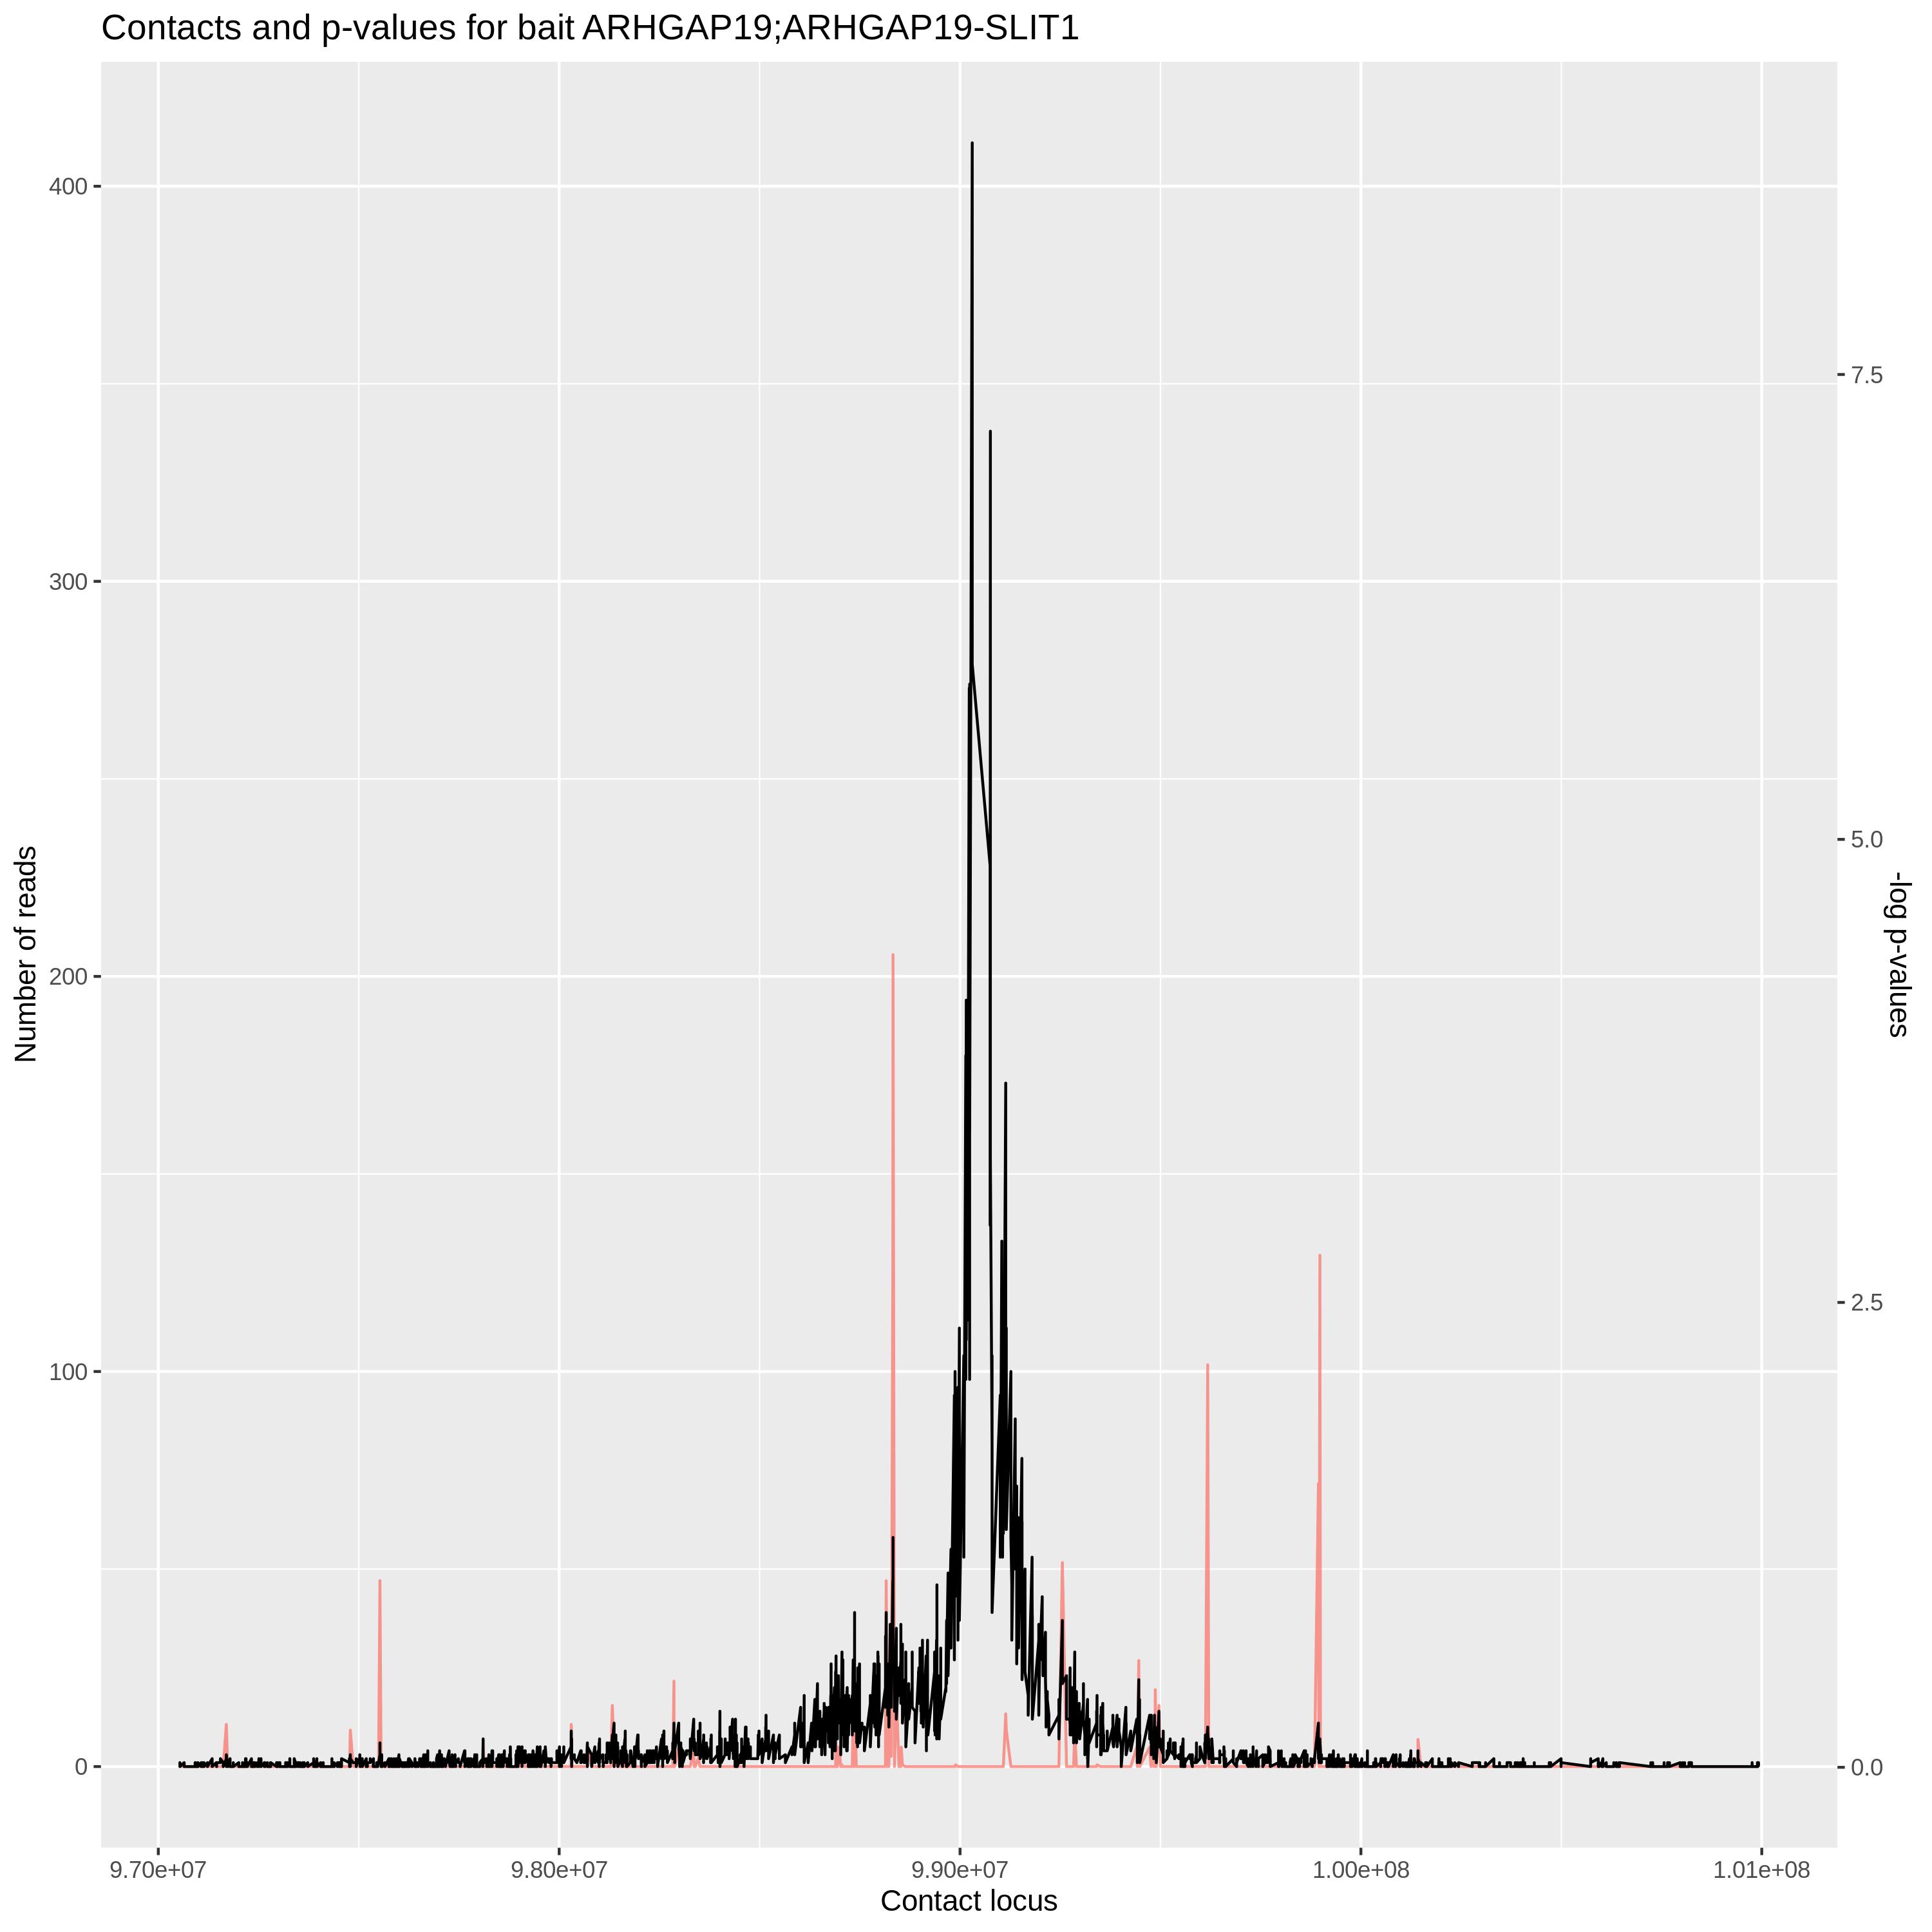 Contacts and p-values for bait ARHGAP19;ARHGAP19-SLIT1
Number of reads
400
300
200
100
0
7.5
5.0
2.5
0.0
-log p-values
9.70e+07 9.80e+07 9.90e+07 1.00e+08 1.01e+08
Contact locus